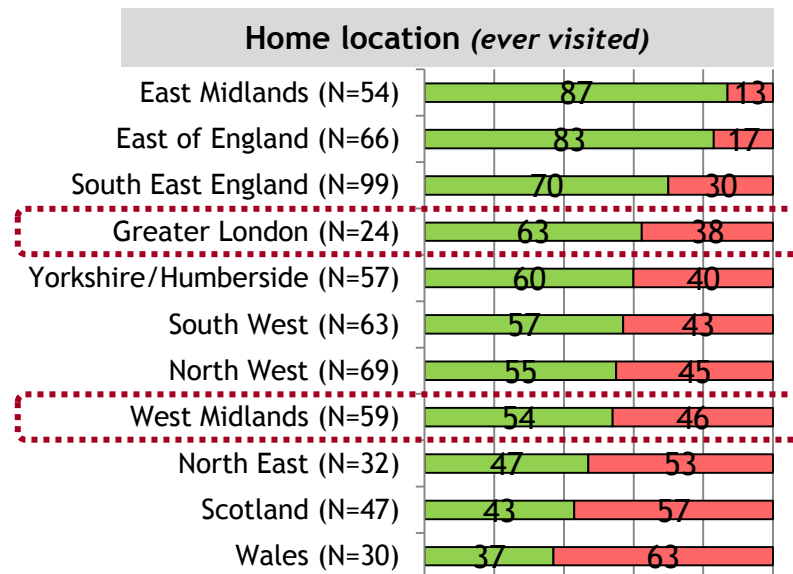 Home location (ever visited)
East Midlands (N=54) 87 13
East of England (N=66) 83 17
South East England (N=99) 70 30
Greater London (N=24) 63 38
Yorkshire/Humberside (N=57) 60 40
South West (N=63) 57 43
North West (N=69) 55 45
West Midlands (N=59) 54 46
North East (N=32) 47 53
Scotland (N=47) 43 57
Wales (N=30) 37 63